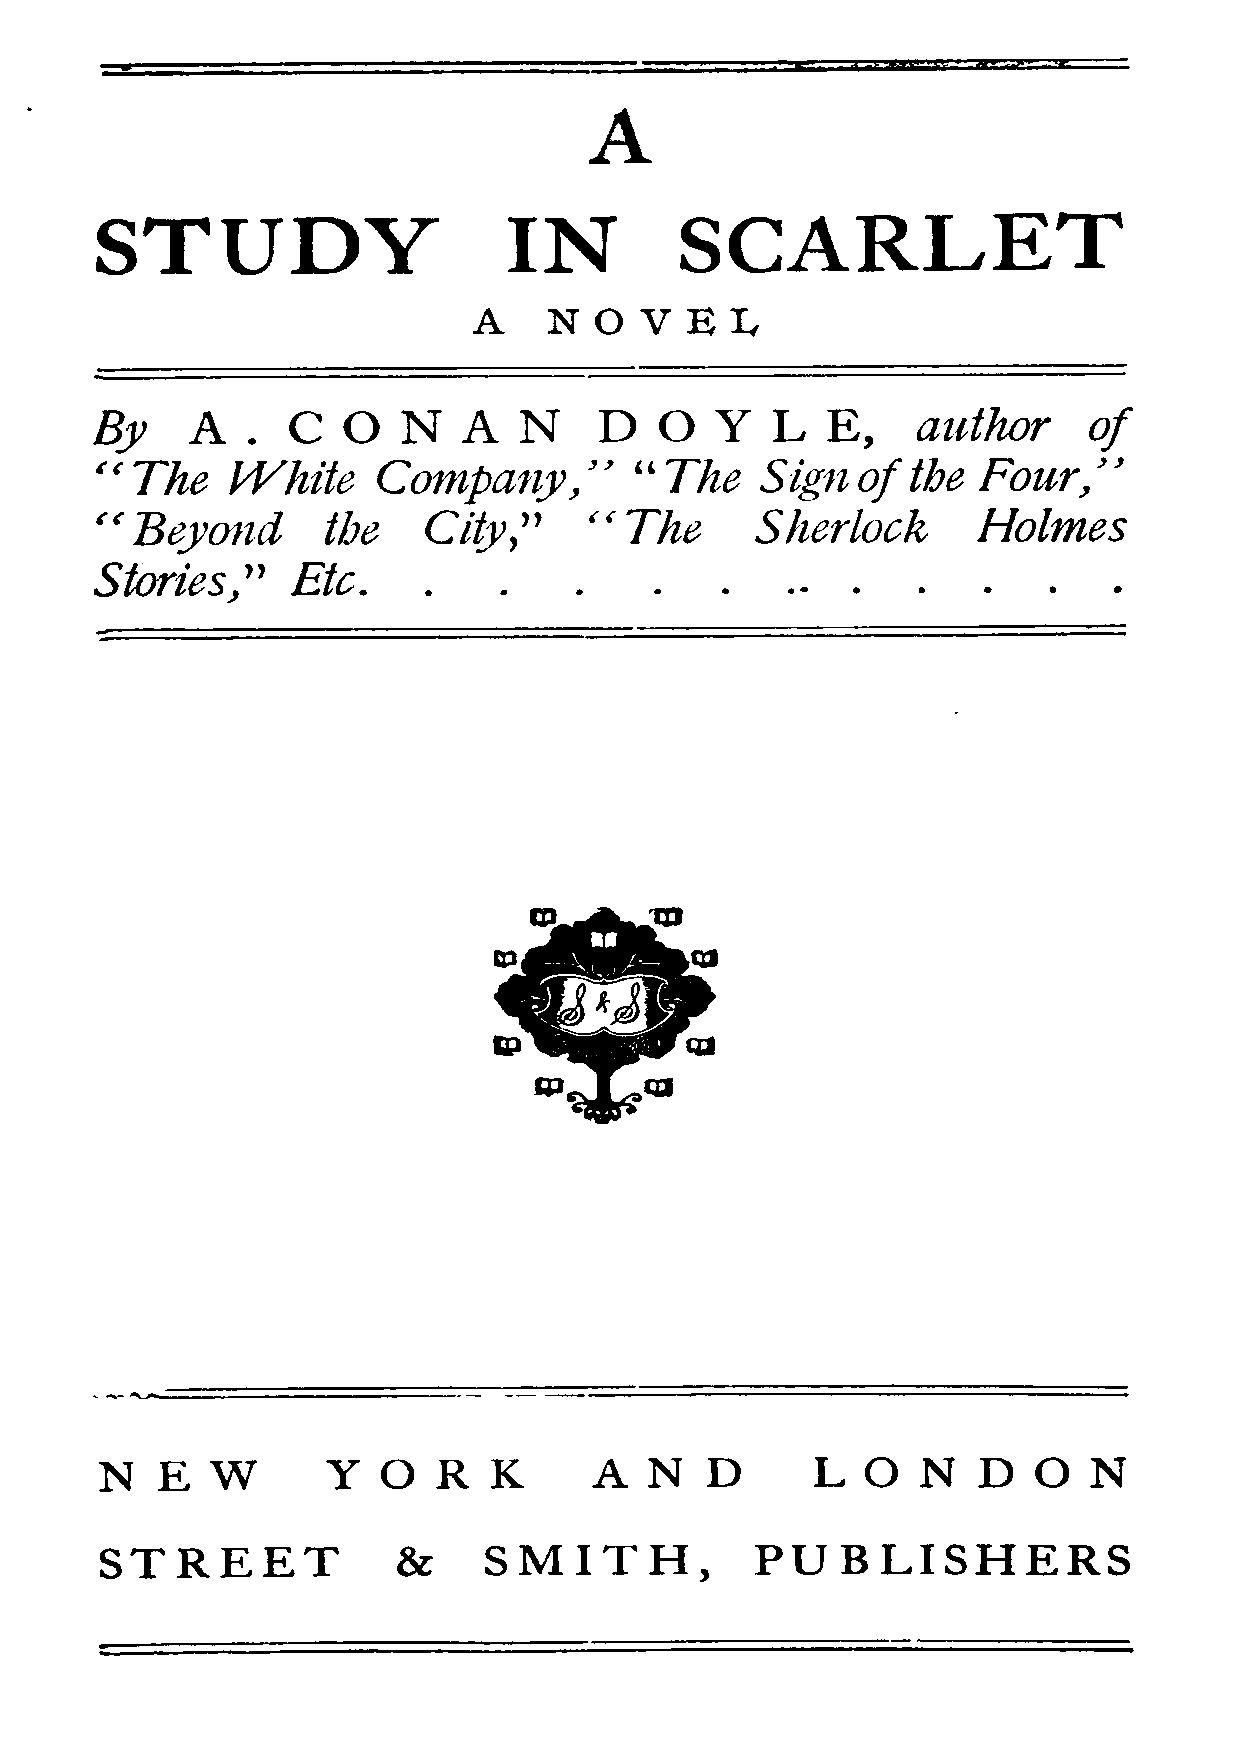 A
STUDY IN SCARLET
A NOVEL
By A. CONAN DOYLE, author of
“The White Company,” “The Sign of the Four,”
“Beyond the City,” “The Sherlock Holmes
Stories,” Etc. . . . . . .. . . . . .
S & S
NEW YORK AND LONDON
STREET & SMITH, PUBLISHERS